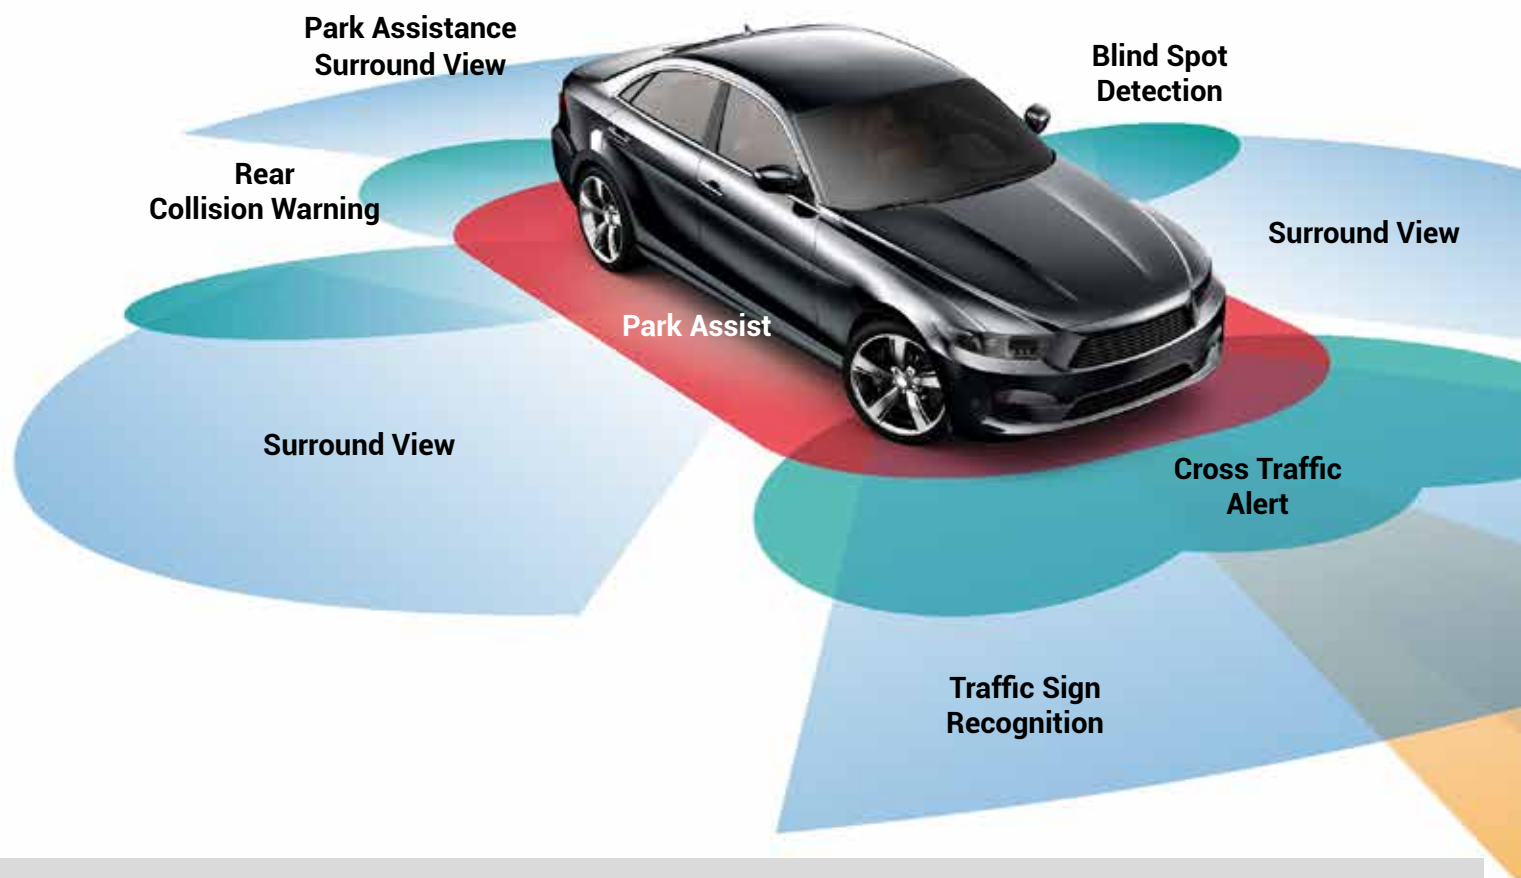 Park Assistance
Surround View
Blind Spot
Detection
Rear
Collision Warning
Surround View
Park Assist
Surround View
Cross Traffic
Alert
Traffic Sign
Recognition